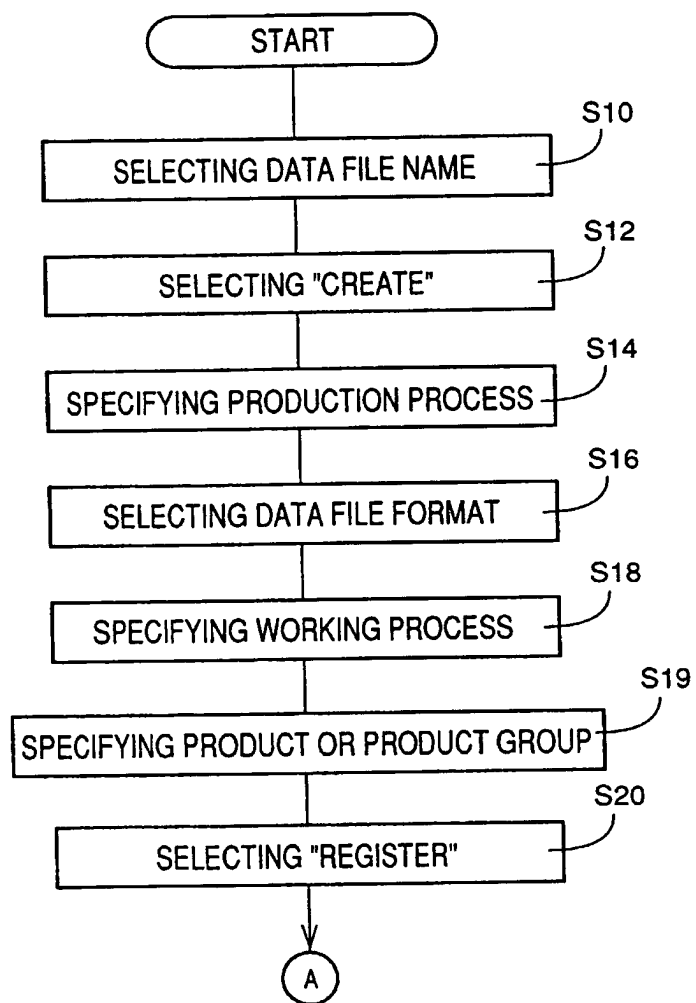 START
S10
SELECTING DATA FILE NAME
S12
SELECTING "CREATE"
S14
SPECIFYING PRODUCTION PROCESS
S16
SELECTING DATA FILE FORMAT
S18
SPECIFYING WORKING PROCESS
S19
SPECIFYING PRODUCT OR PRODUCT GROUP
S20
SELECTING "REGISTER"
A